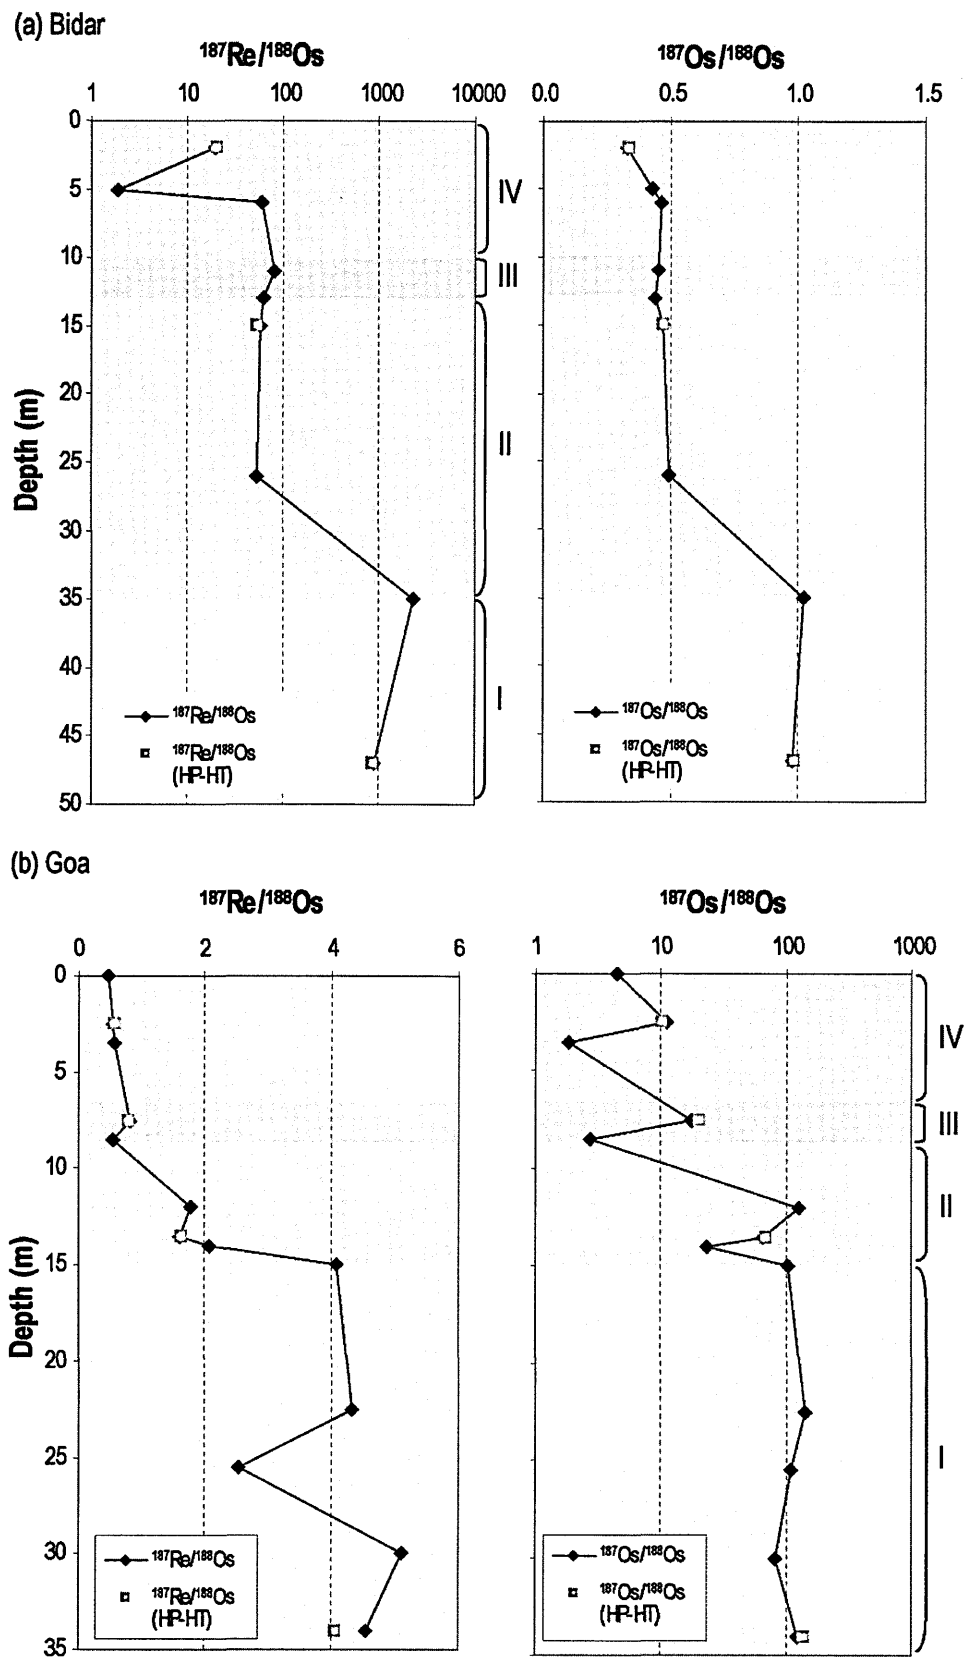 (a) Bidar
¹⁸⁷Re/¹⁸⁸Os
¹⁸⁷Os/¹⁸⁸Os
1 10 100 1000 10000
0.0 0.5 1.0 1.5
0
5
10
15
20
25
30
35
40
45
50
Depth (m)
IV
III
II
I
¹⁸⁷Re/¹⁸⁸Os
¹⁸⁷Re/¹⁸⁸Os
(HP-HT)
¹⁸⁷Os/¹⁸⁸Os
¹⁸⁷Os/¹⁸⁸Os
(HP-HT)
(b) Goa
¹⁸⁷Re/¹⁸⁸Os
¹⁸⁷Os/¹⁸⁸Os
0 2 4 6
1 10 100 1000
0
5
10
15
20
25
30
35
Depth (m)
IV
III
II
I
¹⁸⁷Re/¹⁸⁸Os
¹⁸⁷Re/¹⁸⁸Os
(HP-HT)
¹⁸⁷Os/¹⁸⁸Os
¹⁸⁷Os/¹⁸⁸Os
(HP-HT)